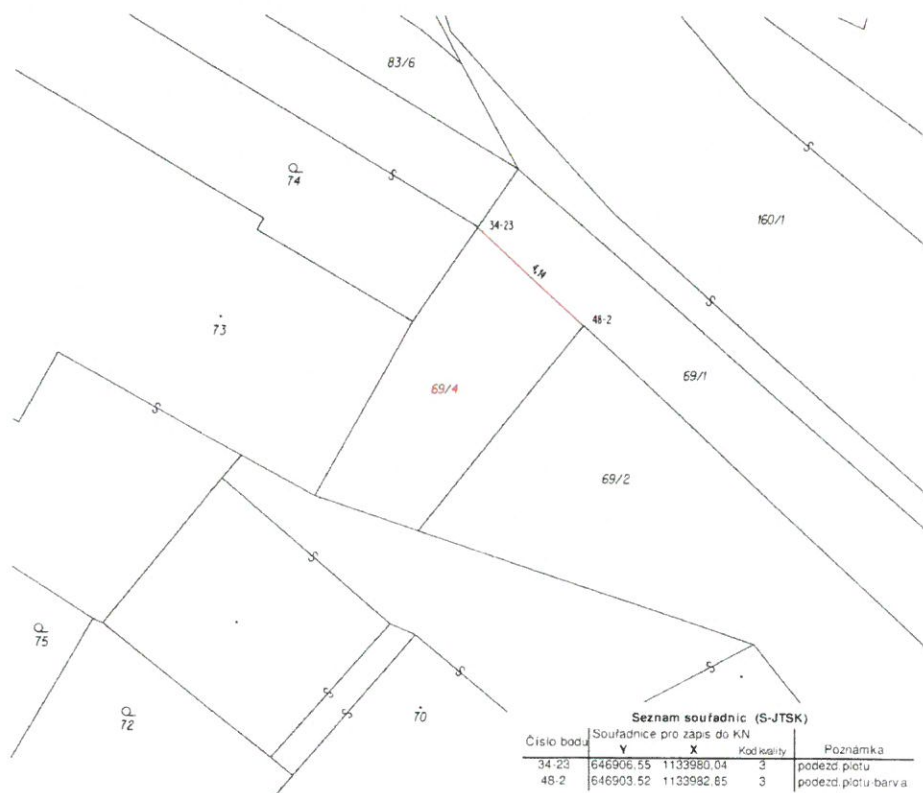 83/6
74
34-23
160/1
4,14
73
48-2
69/1
69/4
69/2
75
72
70
Seznam souřadnic (S-JTSK)
Souřadnice pro zápis do KN
Číslo bodu Y X Kód kvality Poznámka
34-23 646906,55 1133980,04 3 podezd.plotu
48-2 646903.52 1133982,85 3 podezd.plotu-barva